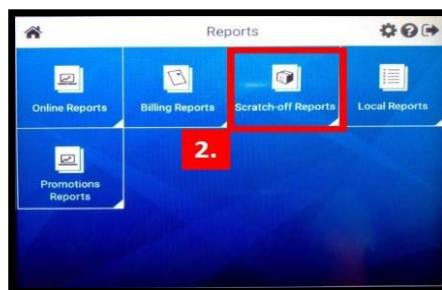 Reports
Online Reports
Billing Reports
Scratch-off Reports
Local Reports
2.
Promotions
Reports